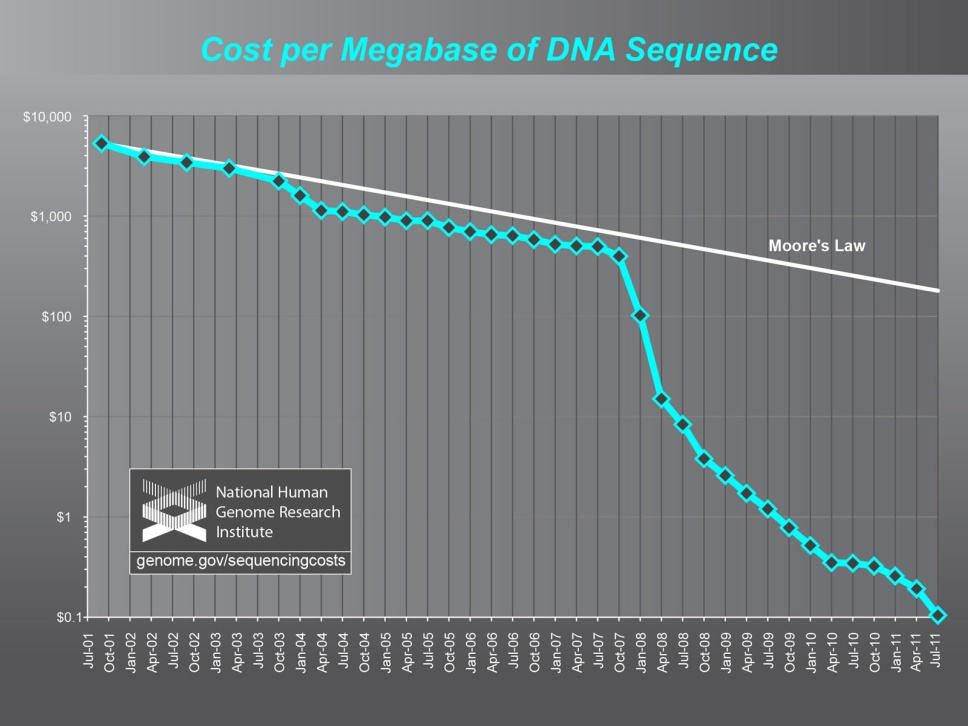 Cost per Megabase of DNA Sequence
$10,000
$1,000
Moore's Law
$100
$10
National Human
Genome Research
Institute
$1
genome.gov/sequencingcosts
$0.1
Jul-01
Oct-01
Jan-02
Apr-02
Jul-02
Oct-02
Jan-03
Apr-03
Jul-03
Oct-03
Jan-04
Apr-04
Jul-04
Oct-04
Jan-05
Apr-05
Jul-05
Oct-05
Jan-06
Apr-06
Jul-06
Oct-06
Jan-07
Apr-07
Jul-07
Oct-07
Jan-08
Apr-08
Jul-08
Oct-08
Jan-09
Apr-09
Jul-09
Oct-09
Jan-10
Apr-10
Jul-10
Oct-10
Jan-11
Apr-11
Jul-11